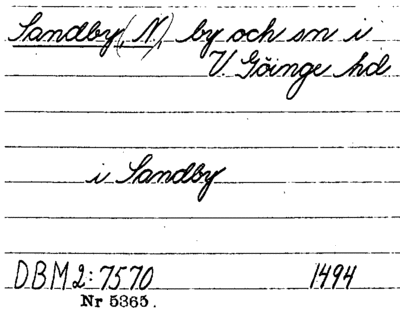 Sandby (, N), by och sn i
V. Göinge hd
i Sandby
DBM 2:7570 1494
Nr 5365.